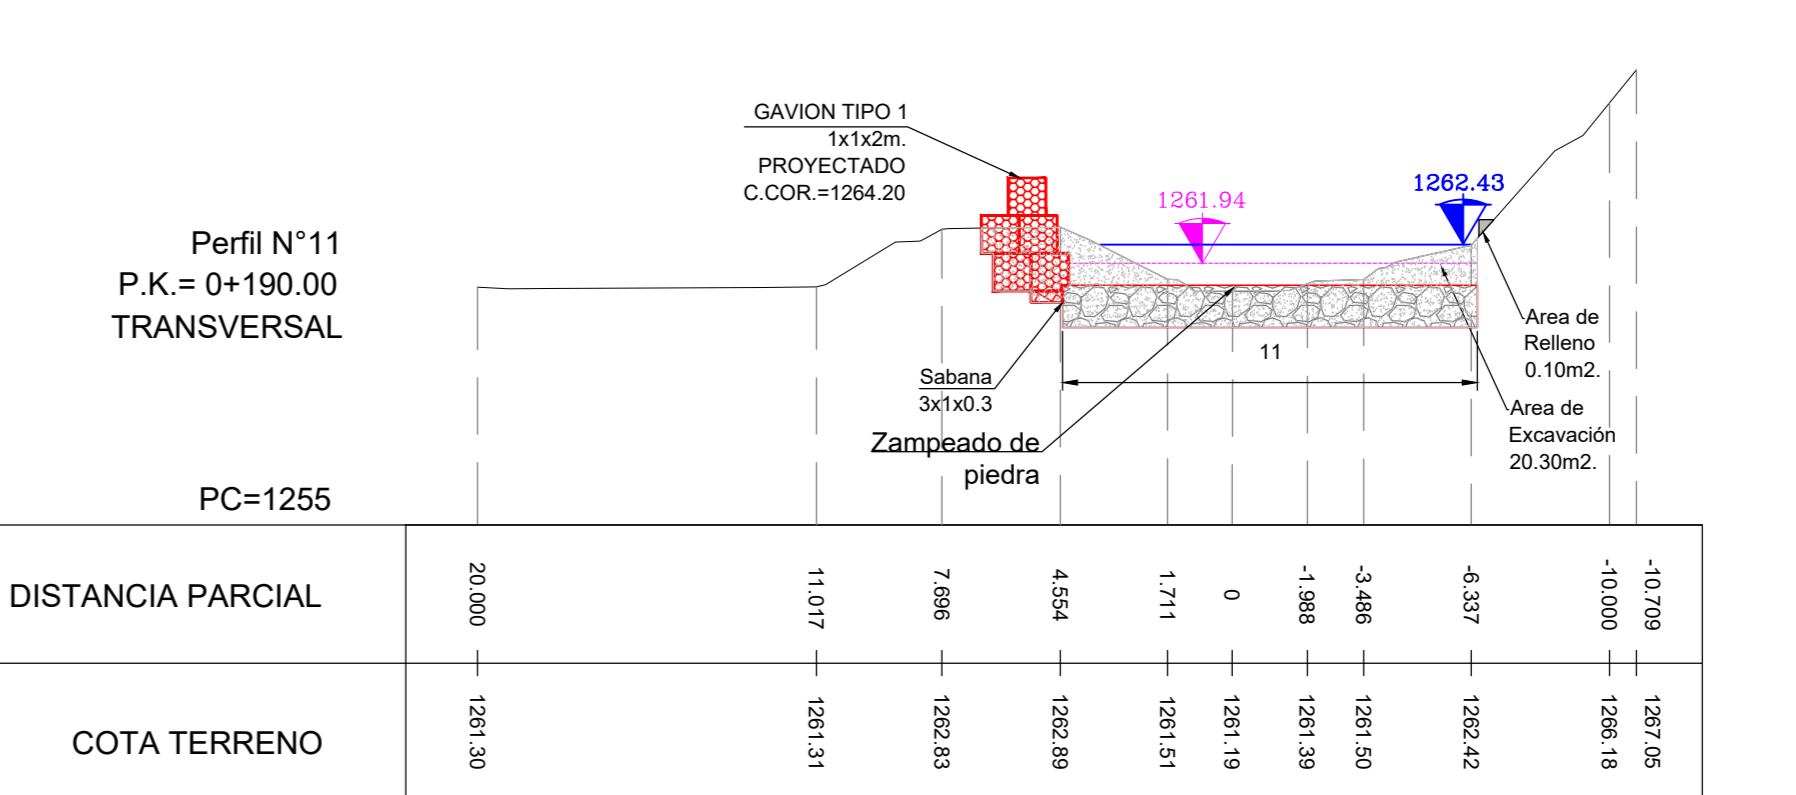 GAVION TIPO 1
1x1x2m.
PROYECTADO
C.COR.=1264.20
1261.94
1262.43
Perfil N°11
P.K.= 0+190.00
TRANSVERSAL
Area de
Relleno
0.10m2.
11
Sabana
3x1x0.3
Area de
Excavación
20.30m2.
Zampeado de
piedra
PC=1255
DISTANCIA PARCIAL
20.000
11.017
7.696
4.554
1.711
0
-1.988
-3.486
-6.337
-10.000
-10.709
COTA TERRENO
1261.30
1261.31
1262.83
1262.89
1261.51
1261.19
1261.39
1261.50
1262.42
1266.18
1267.05